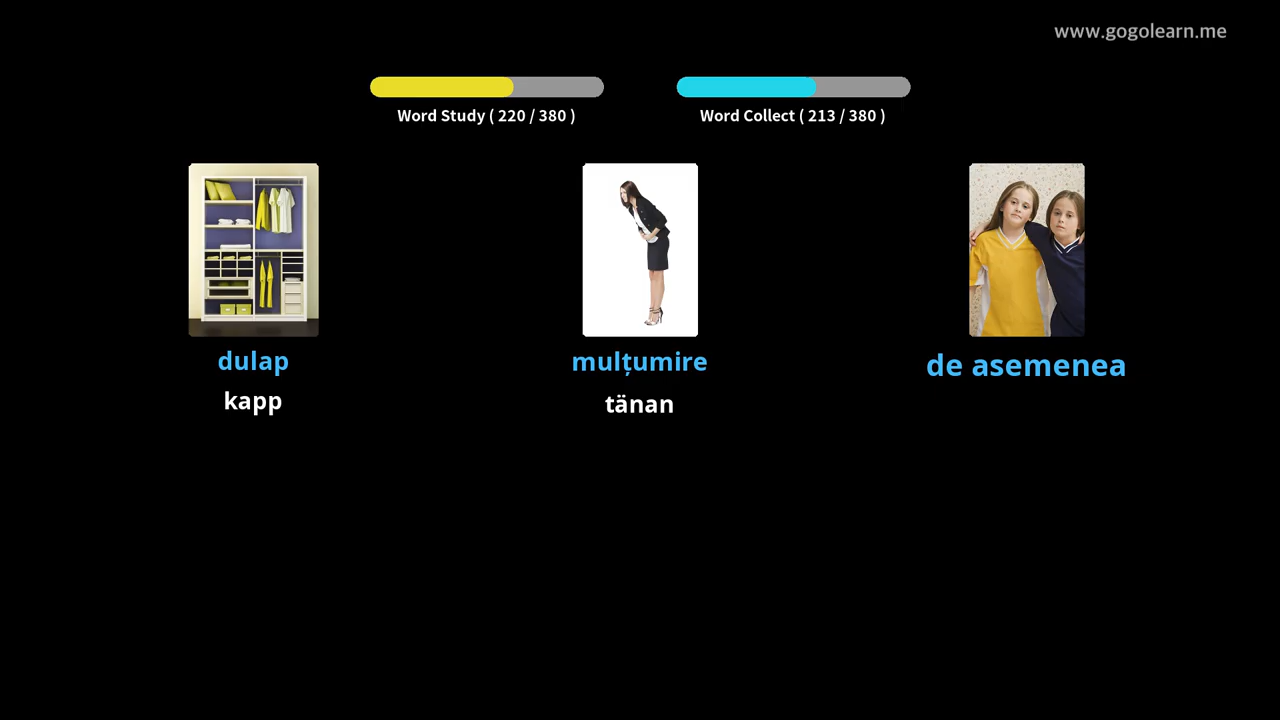 www.gogolearn.me
Word Study ( 220 / 380 )
Word Collect ( 213 / 380 )
dulap
mulțumire
de asemenea
kapp
tänan